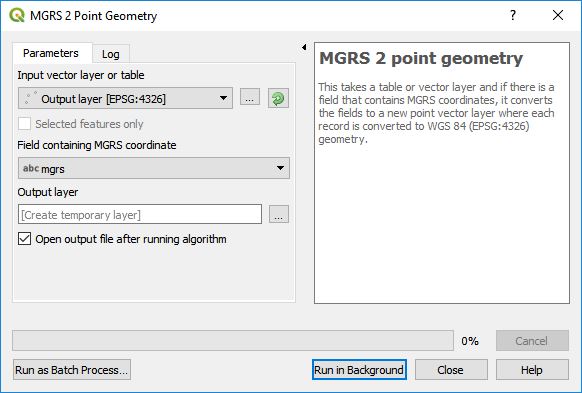 MGRS 2 Point Geometry
Parameters
Log
Input vector layer or table
Output layer [EPSG:4326]
...
Selected features only
Field containing MGRS coordinate
abc mgrs
Output layer
[Create temporary layer]
...
Open output file after running algorithm
MGRS 2 point geometry
This takes a table or vector layer and if there is a
field that contains MGRS coordinates, it converts
the fields to a new point vector layer where each
record is converted to WGS 84 (EPSG:4326)
geometry.
0%
Cancel
Run as Batch Process...
Run in Background
Close
Help